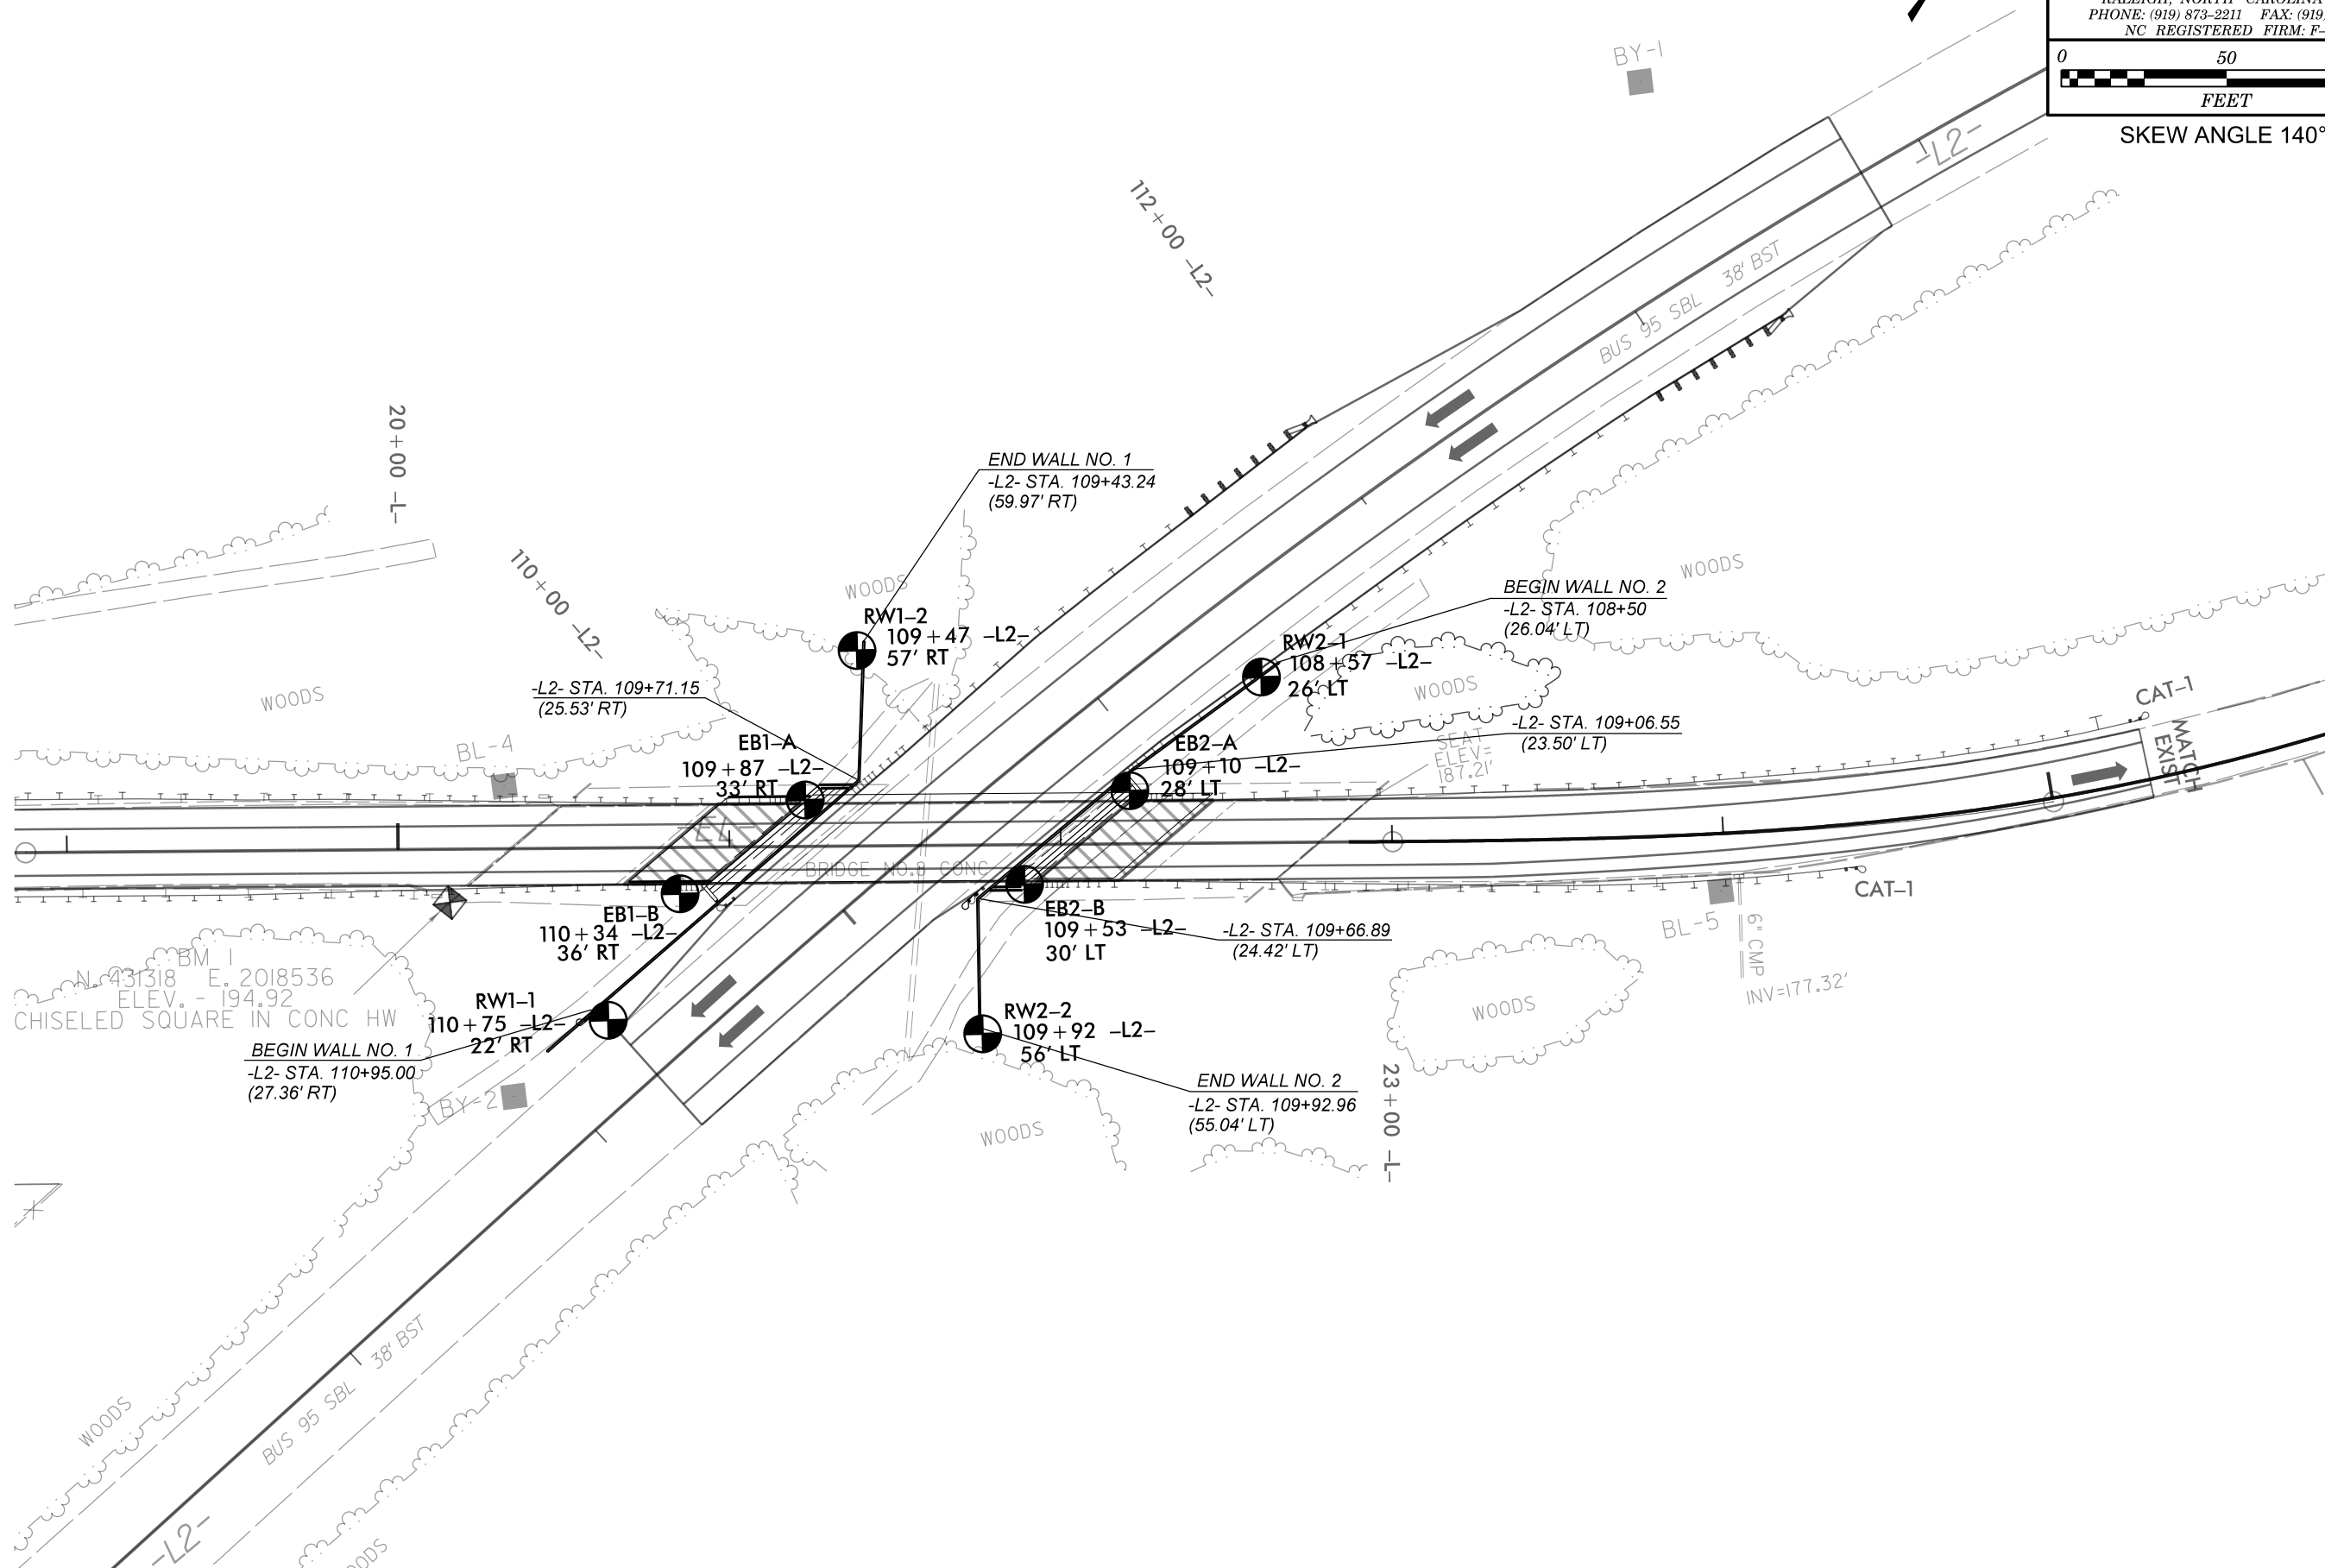 RALEIGH, NORTH CAROLINA
PHONE: (919) 873–2211 FAX: (919)
NC REGISTERED FIRM: F–
0 50
FEET
SKEW ANGLE 140°
BY-1
-L2-
112+00 -L2-
38' BST
BUS 95 SBL
20+00 -L-
END WALL NO. 1
-L2- STA. 109+43.24
(59.97' RT)
110+00 -L2-
WOODS
RW1–2
109+47 –L2–
57' RT
WOODS
BEGIN WALL NO. 2
-L2- STA. 108+50
(26.04' LT)
RW2–1
108+57 –L2–
26' LT
WOODS
WOODS
-L2- STA. 109+71.15
(25.53' RT)
CAT–1
-L2- STA. 109+06.55
(23.50' LT)
BL-4
EB1–A
109+87 –L2–
33' RT
EB2–A
109+10 –L2–
28' LT
SEAT
ELEV=
187.21'
MATCH
EXIST
BRIDGE NO.8 CONC
CAT–1
EB1–B
110+34 –L2–
36' RT
EB2–B
109+53 –L2–
30' LT
-L2- STA. 109+66.89
(24.42' LT)
BL-5
6" CMP
INV=177.32'
BM 1
N. 431318 E. 2018536
ELEV. - 194.92
CHISELED SQUARE IN CONC HW
RW1–1
110+75 –L2–
22' RT
RW2–2
109+92 –L2–
56' LT
WOODS
BEGIN WALL NO. 1
-L2- STA. 110+95.00
(27.36' RT)
BY-2
END WALL NO. 2
-L2- STA. 109+92.96
(55.04' LT)
23+00 -L-
WOODS
38' BST
BUS 95 SBL
WOODS
-L2-